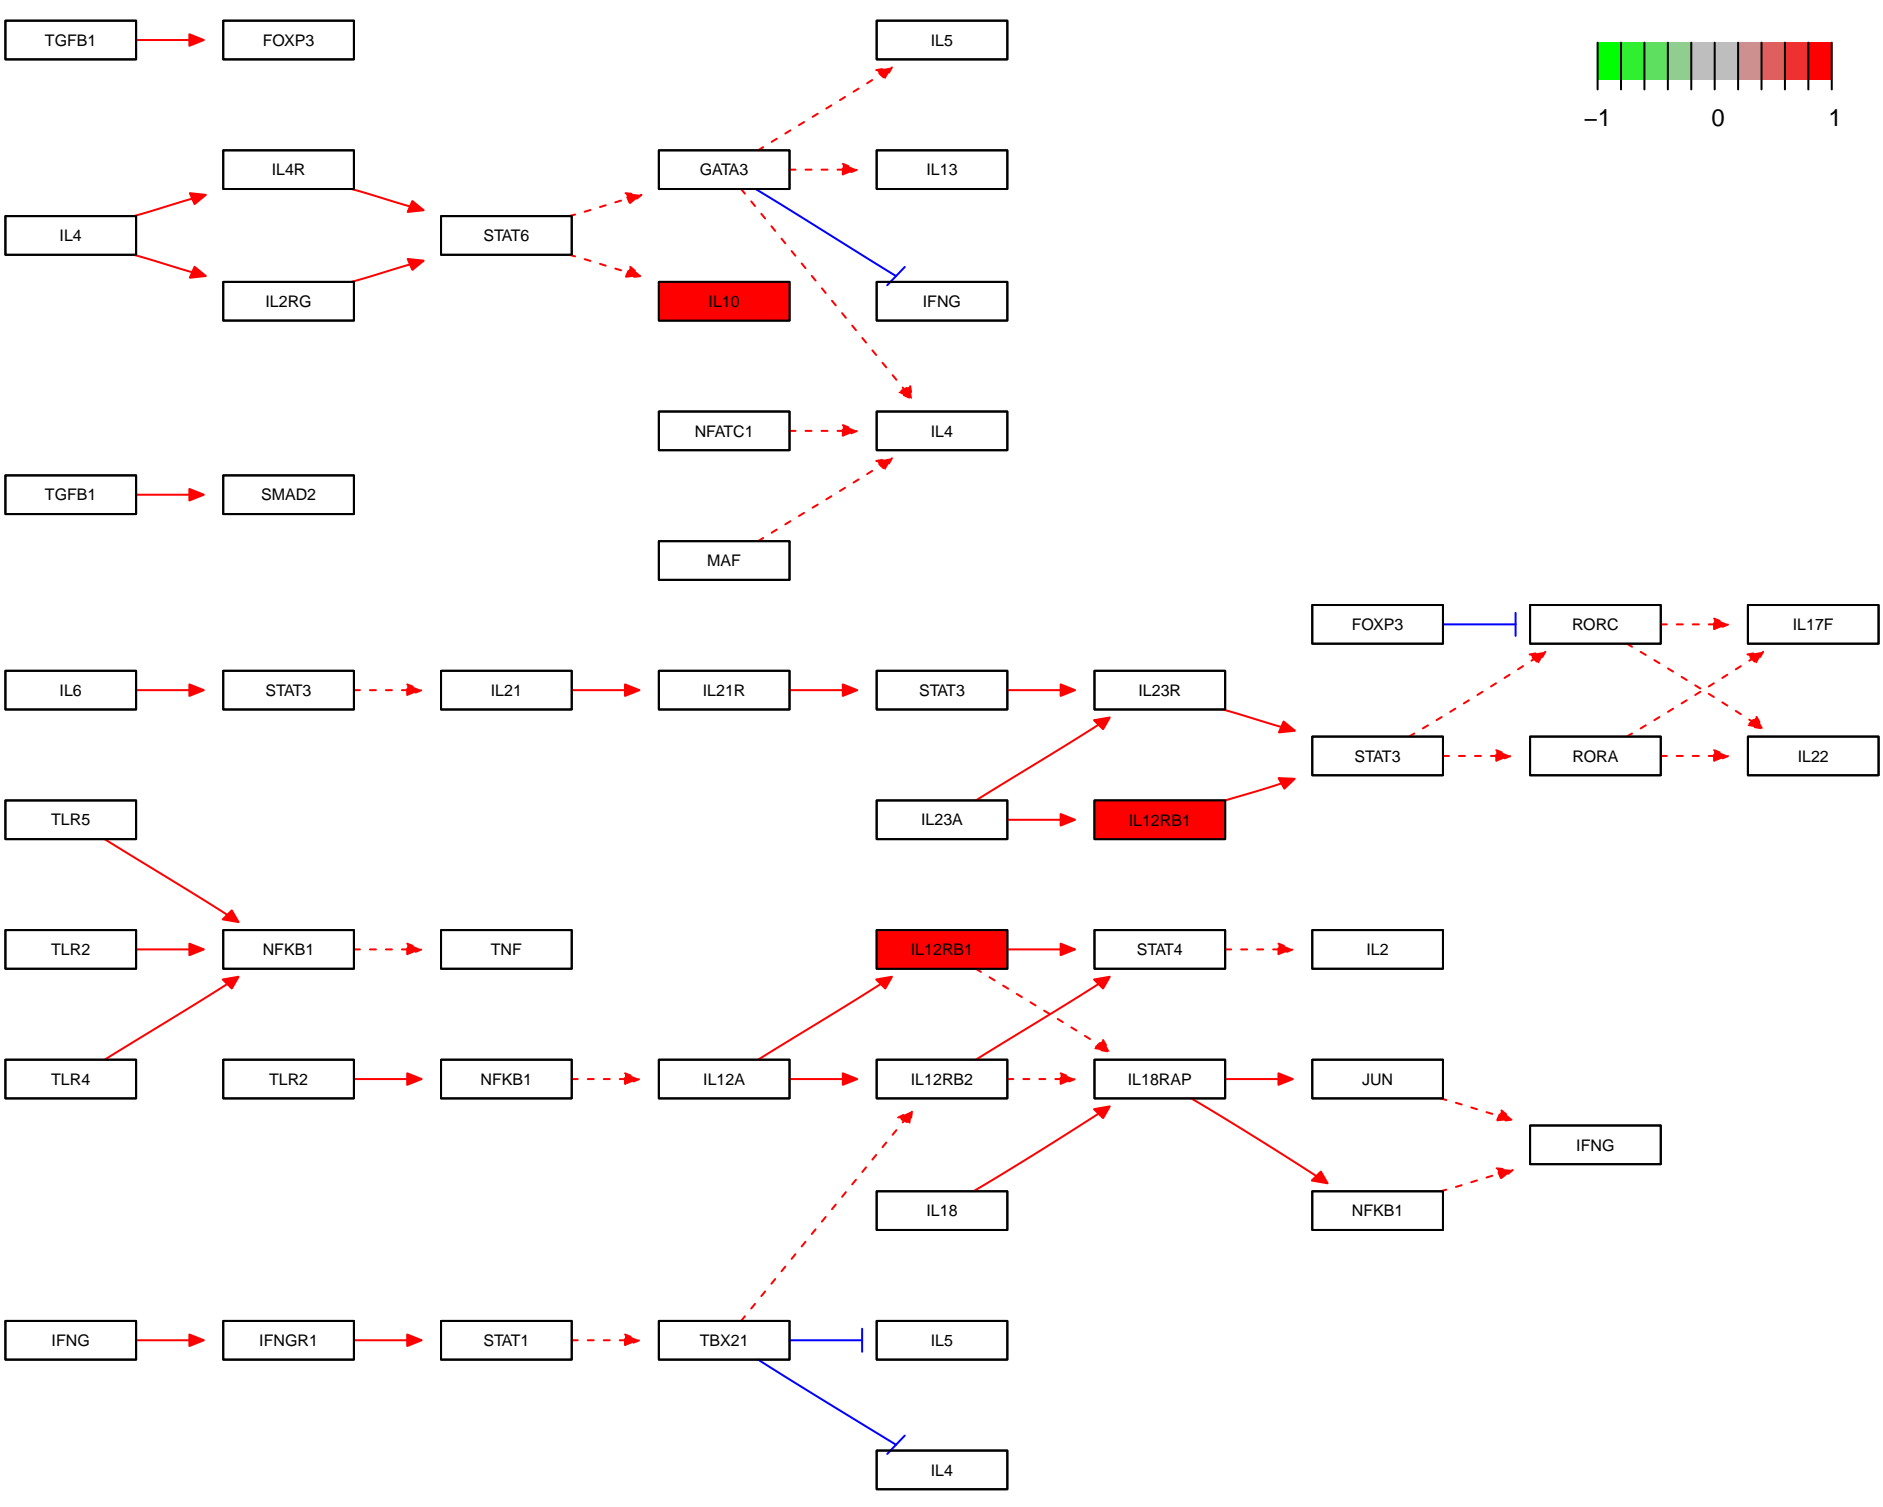 TGFB1 FOXP3 IL5
–1 0 1
IL4R GATA3 IL13
IL4 STAT6
IL2RG IL10 IFNG
NFATC1 IL4
TGFB1 SMAD2
MAF
FOXP3 RORC IL17F
IL6 STAT3 IL21 IL21R STAT3 IL23R
STAT3 RORA IL22
TLR5 IL23A IL12RB1
TLR2 NFKB1 TNF IL12RB1 STAT4 IL2
TLR4 TLR2 NFKB1 IL12A IL12RB2 IL18RAP JUN
IFNG
IL18 NFKB1
IFNG IFNGR1 STAT1 TBX21 IL5
IL4